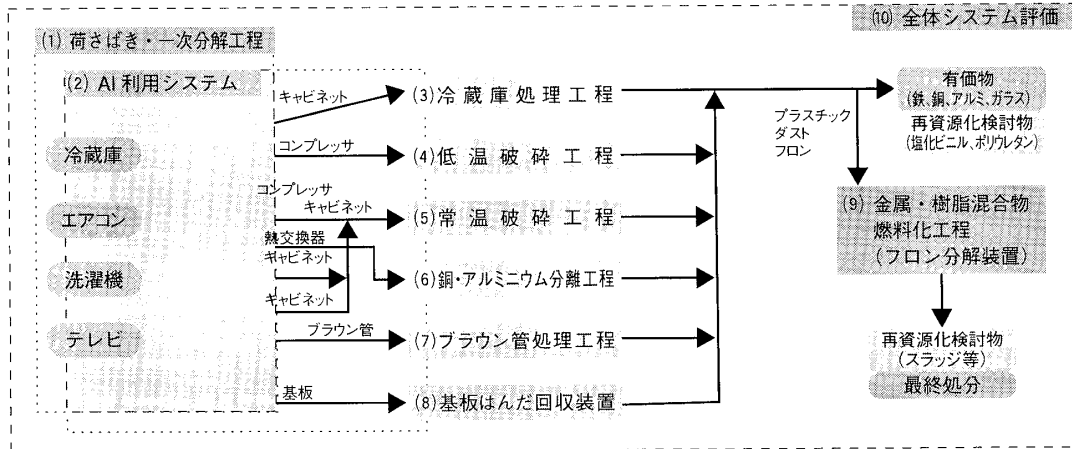 (10) 全体システム評価
(1) 荷さばき・一次分解工程
(2) AI 利用システム
冷蔵庫
エアコン
洗濯機
テレビ
キャビネット
コンプレッサ
コンプレッサ
キャビネット
熱交換器
キャビネット
キャビネット
ブラウン管
基板
(3)冷蔵庫処理工程
(4)低温破砕工程
(5)常温破砕工程
(6)銅・アルミニウム分離工程
(7)ブラウン管処理工程
(8)基板はんだ回収装置
プラスチック
ダスト
フロン
有価物
(鉄、銅、アルミ、ガラス)
再資源化検討物
(塩化ビニル、ポリウレタン)
(9) 金属・樹脂混合物
燃料化工程
(フロン分解装置)
再資源化検討物
(スラッジ等)
最終処分